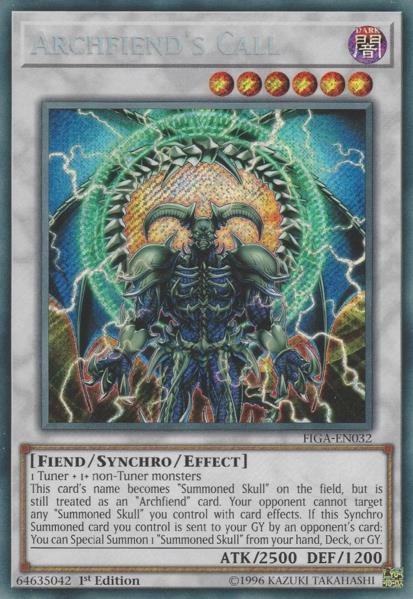 ARCHFIEND'S CALL
DARK
闇
FIGA-EN032
[FIEND/SYNCHRO/EFFECT]
1 Tuner + 1+ non-Tuner monsters
This card's name becomes "Summoned Skull" on the field, but is
still treated as an "Archfiend" card. Your opponent cannot target
any "Summoned Skull" you control with card effects. If this Synchro
Summoned card you control is sent to your GY by an opponent's card:
You can Special Summon 1 "Summoned Skull" from your hand, Deck, or GY.
ATK/2500 DEF/1200
64635042 1st Edition ©1996 KAZUKI TAKAHASHI